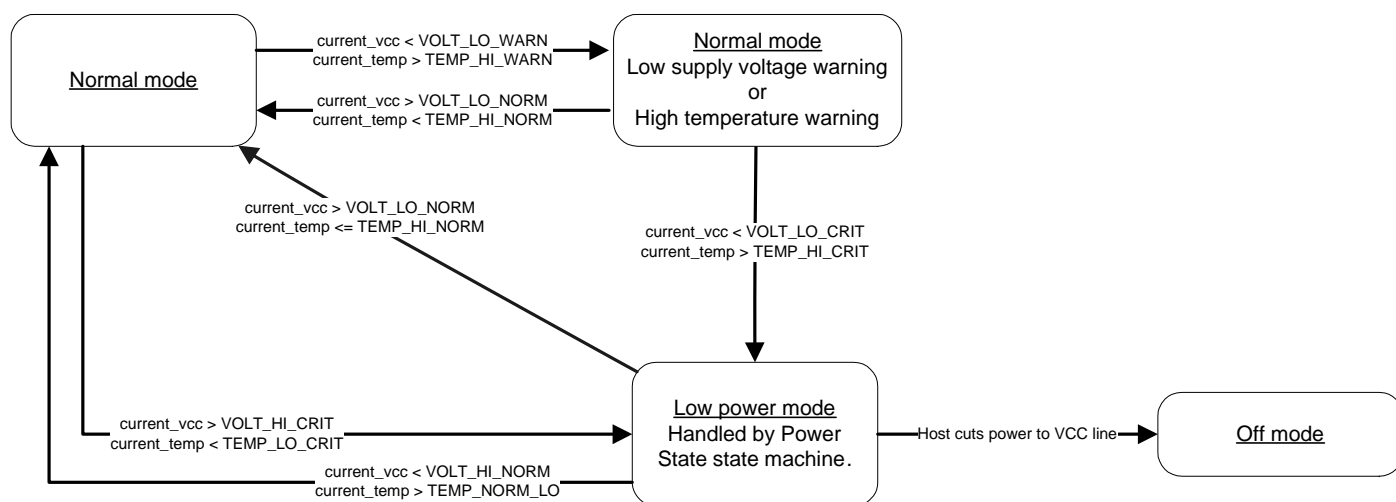 Normal mode
current_vcc < VOLT_LO_WARN
current_temp > TEMP_HI_WARN
current_vcc > VOLT_LO_NORM
current_temp < TEMP_HI_NORM
Normal mode
Low supply voltage warning
or
High temperature warning
current_vcc > VOLT_LO_NORM
current_temp <= TEMP_HI_NORM
current_vcc < VOLT_LO_CRIT
current_temp > TEMP_HI_CRIT
current_vcc > VOLT_HI_CRIT
current_temp < TEMP_LO_CRIT
current_vcc < VOLT_HI_NORM
current_temp > TEMP_NORM_LO
Low power mode
Handled by Power
State state machine.
Host cuts power to VCC line
Off mode